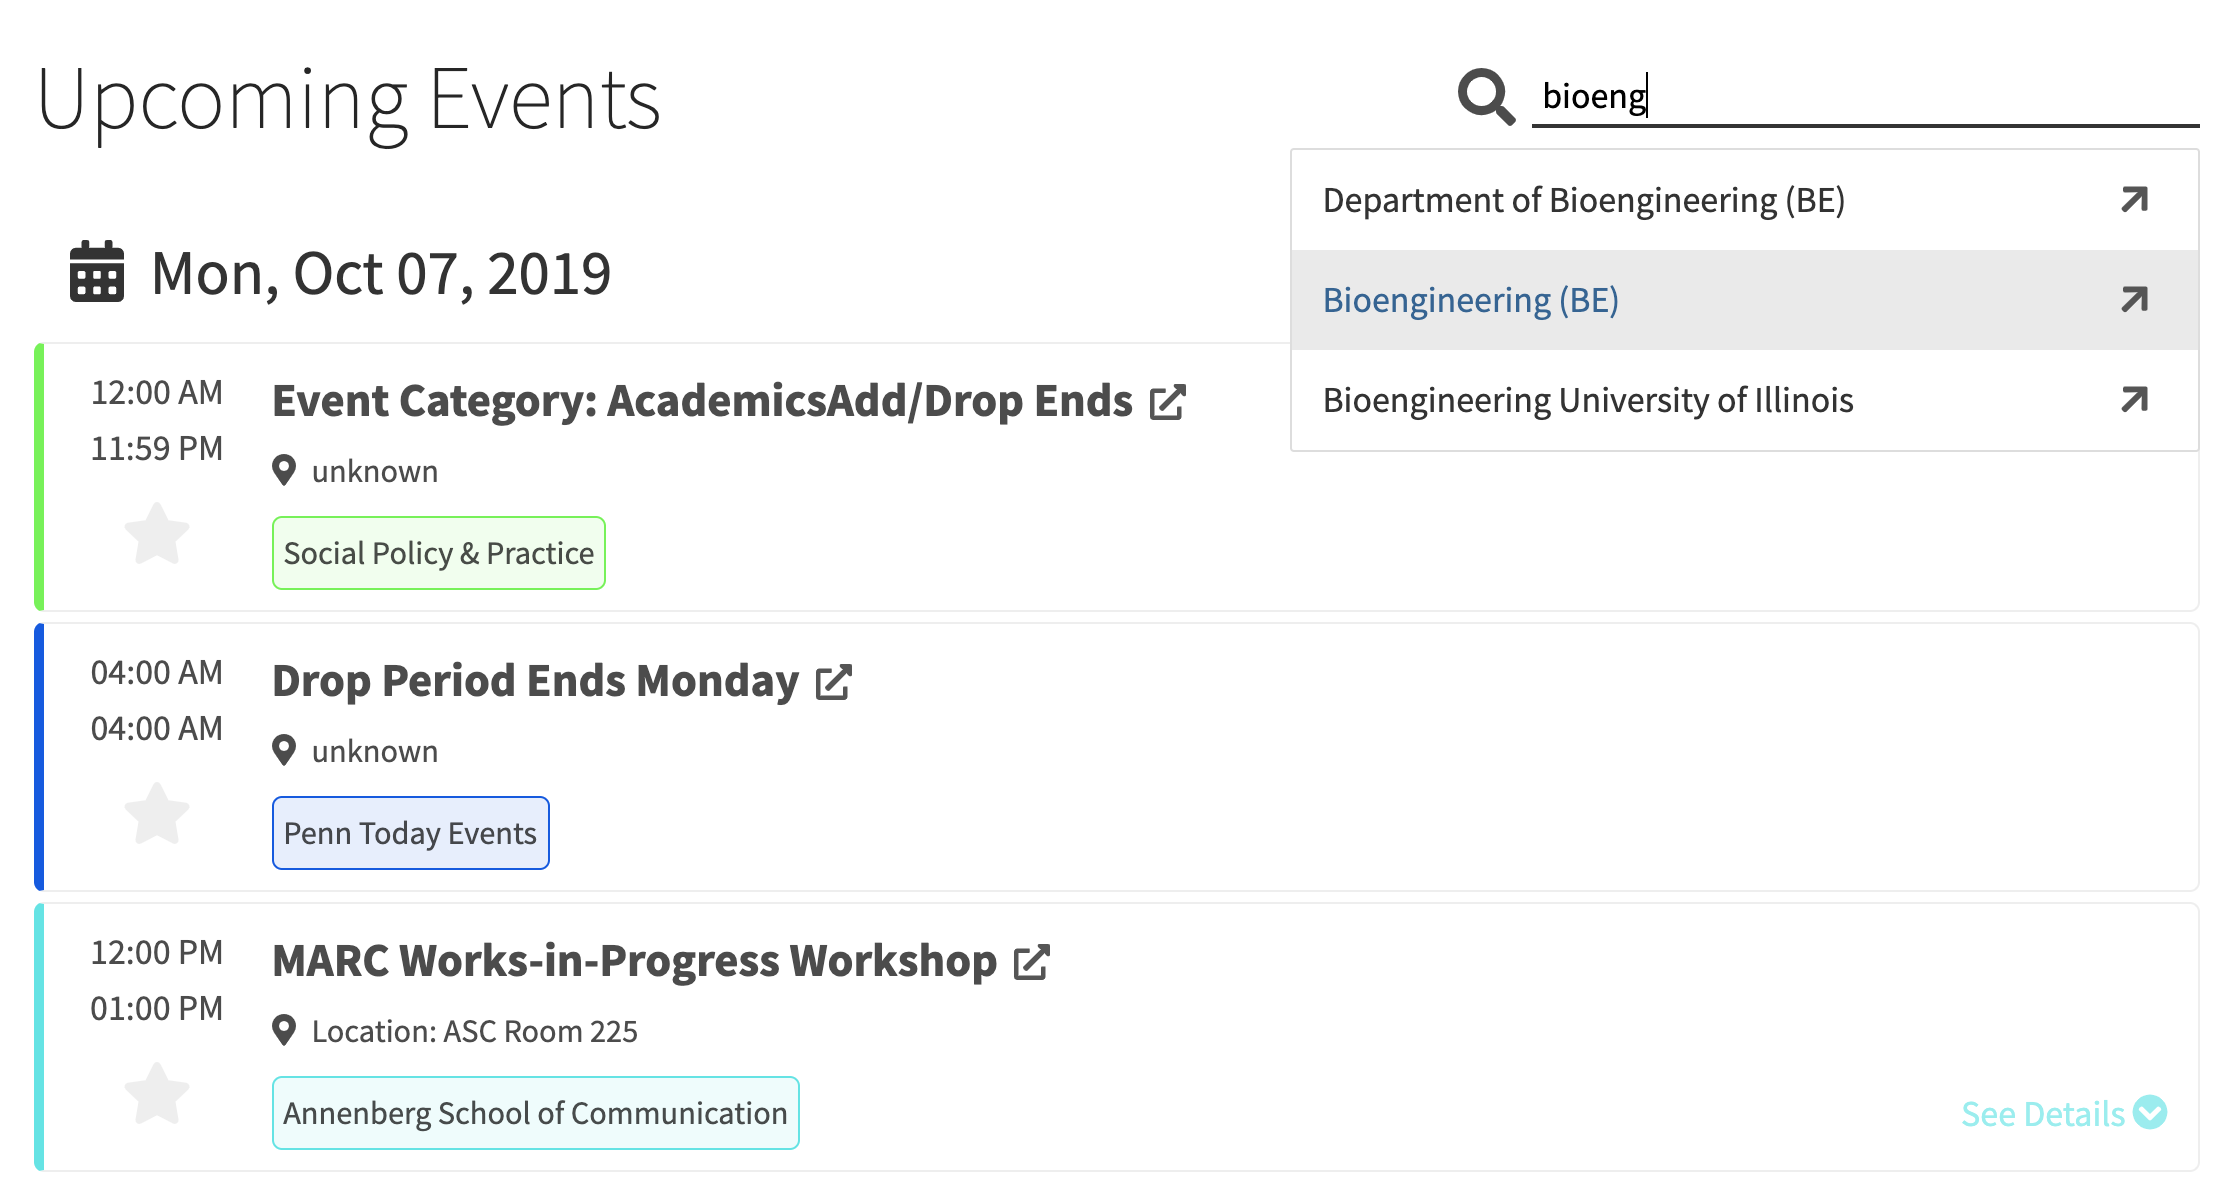 Upcoming Events
bioeng
Department of Bioengineering (BE)
Bioengineering (BE)
Bioengineering University of Illinois
Mon, Oct 07, 2019
12:00 AM
11:59 PM
Event Category: AcademicsAdd/Drop Ends
unknown
Social Policy & Practice
04:00 AM
04:00 AM
Drop Period Ends Monday
unknown
Penn Today Events
12:00 PM
01:00 PM
MARC Works-in-Progress Workshop
Location: ASC Room 225
Annenberg School of Communication
See Details